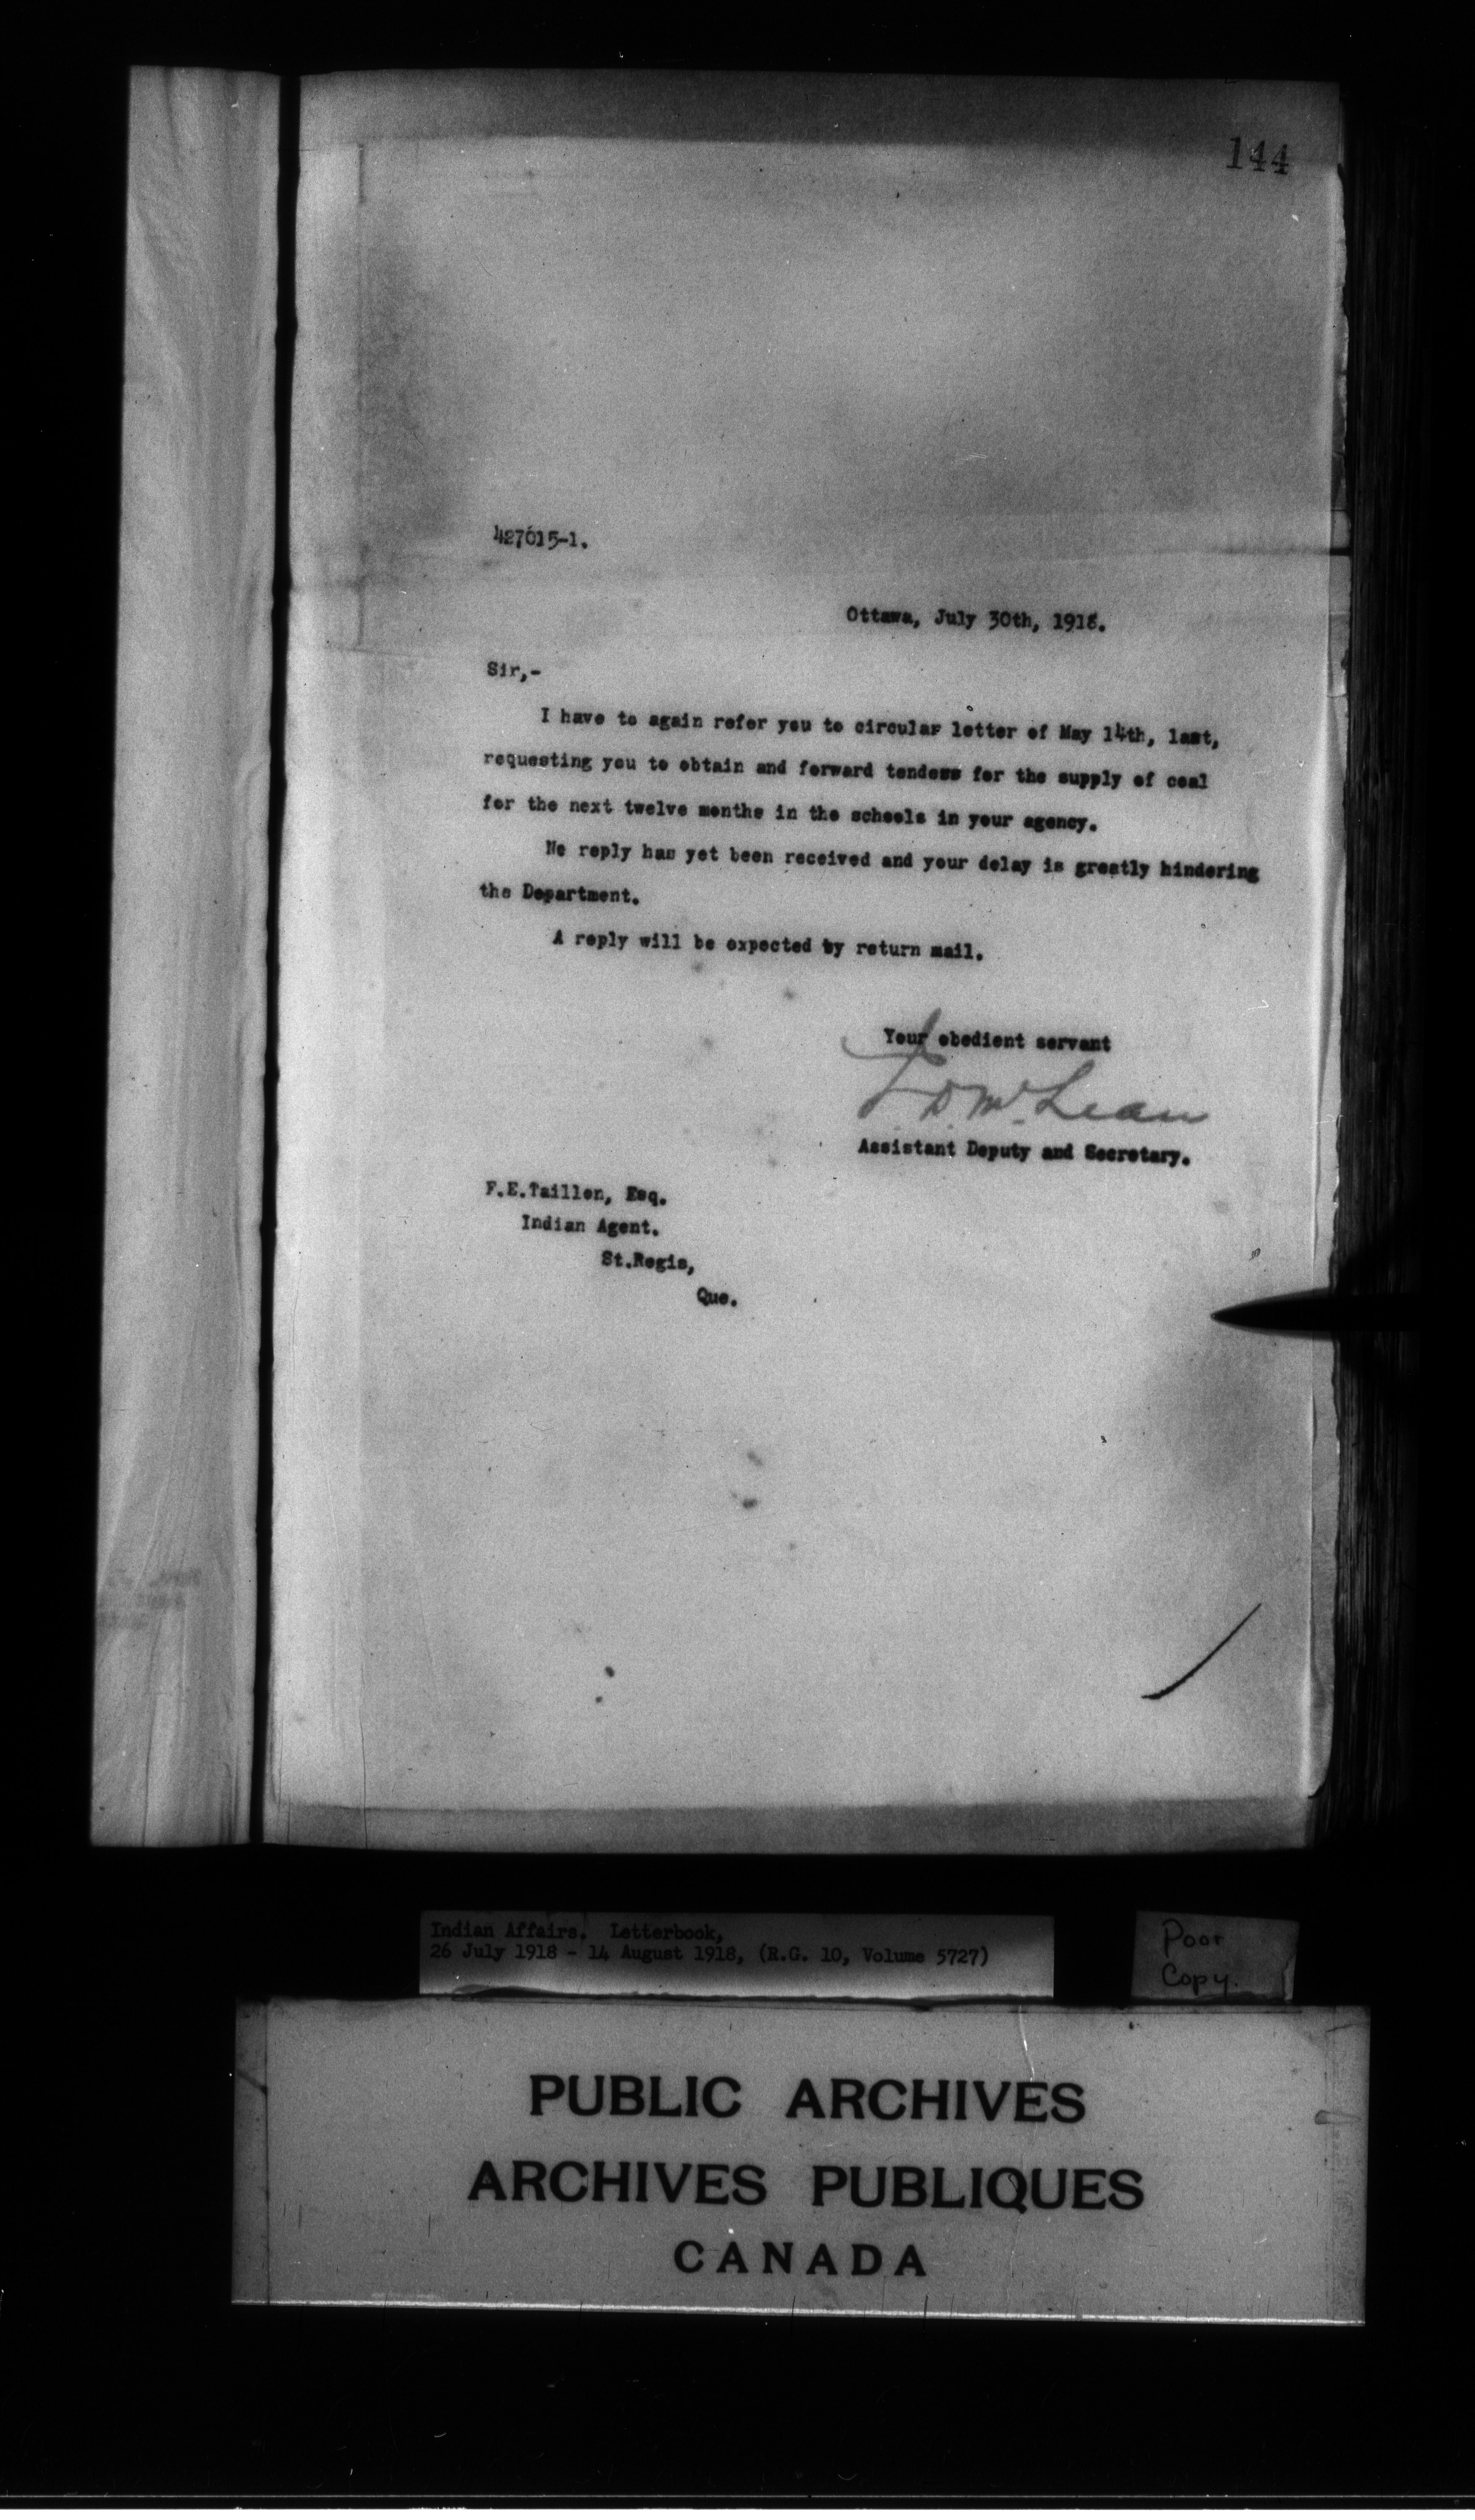 144
427015-1.
Ottawa, July 30th, 1918.
Sir,-
I have to again refer you to circular letter of May 14th, last,
requesting you to obtain and forward tenders for the supply of coal
for the next twelve months in the schools in your agency.
No reply has yet been received and your delay is greatly hindering
the Department.
A reply will be expected by return mail.
Your obedient servant
J D McLean
Assistant Deputy and Secretary.
F.E.Taillon, Esq.
Indian Agent.
St.Regis,
Que.
Indian Affairs. Letterbook,
26 July 1918 - 14 August 1918, (R.G. 10, Volume 5727)
Poor
Copy.
PUBLIC ARCHIVES
ARCHIVES PUBLIQUES
CANADA